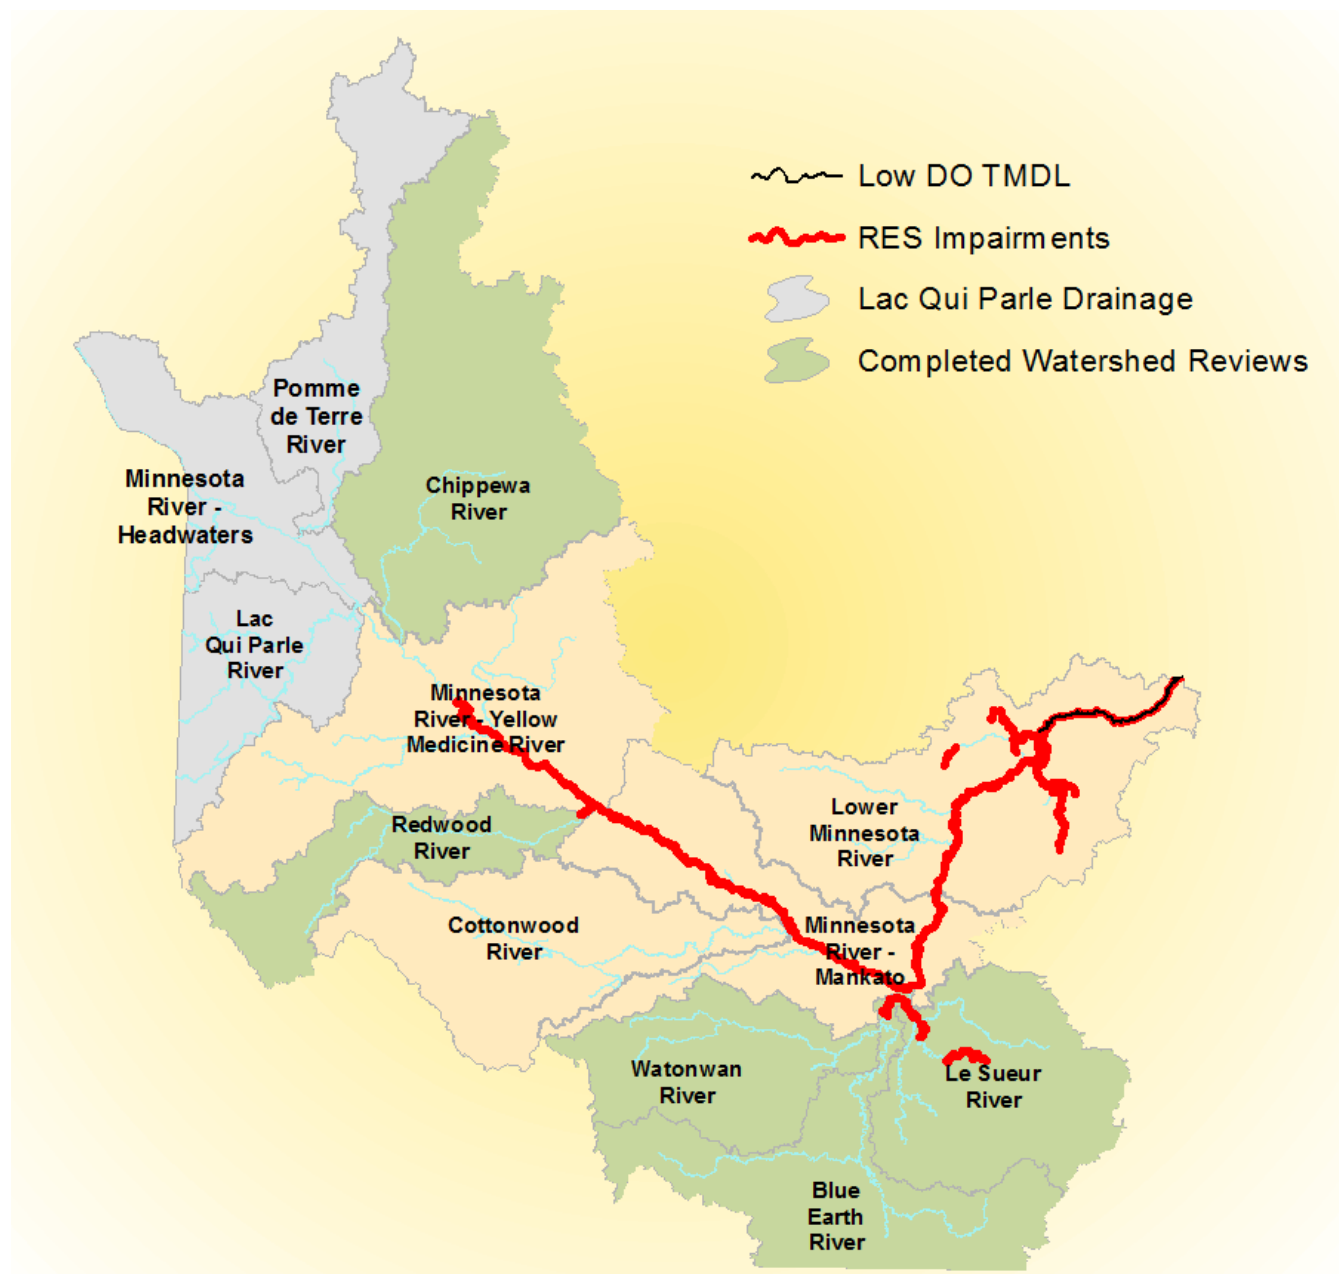 Low DO TMDL
RES Impairments
Lac Qui Parle Drainage
Completed Watershed Reviews
Pomme
de Terre
River
Minnesota
River -
Headwaters
Chippewa
River
Lac
Qui Parle
River
Minnesota
River - Yellow
Medicine River
Redwood
River
Lower
Minnesota
River
Cottonwood
River
Minnesota
River -
Mankato
Watonwan
River
Le Sueur
River
Blue
Earth
River